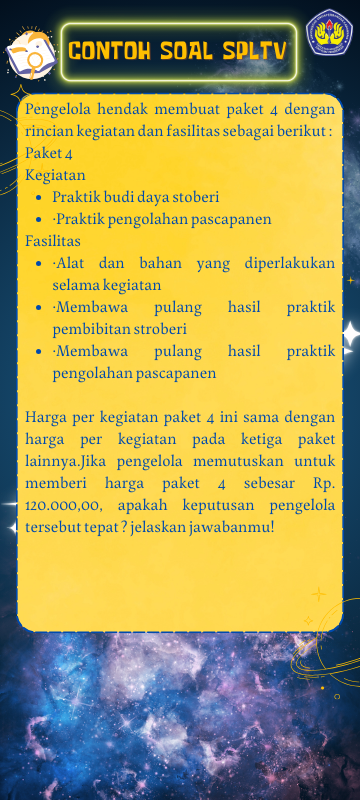 CONTOH SOAL SPLTV
Pengelola hendak membuat paket 4 dengan
rincian kegiatan dan fasilitas sebagai berikut :
Paket 4
Kegiatan
• Praktik budi daya stoberi
• ·Praktik pengolahan pascapanen
Fasilitas
• ·Alat dan bahan yang diperlakukan
selama kegiatan
• ·Membawa pulang hasil praktik
pembibitan stroberi
• ·Membawa pulang hasil praktik
pengolahan pascapanen
Harga per kegiatan paket 4 ini sama dengan
harga per kegiatan pada ketiga paket
lainnya.Jika pengelola memutuskan untuk
memberi harga paket 4 sebesar Rp.
120.000,00, apakah keputusan pengelola
tersebut tepat ? jelaskan jawabanmu!